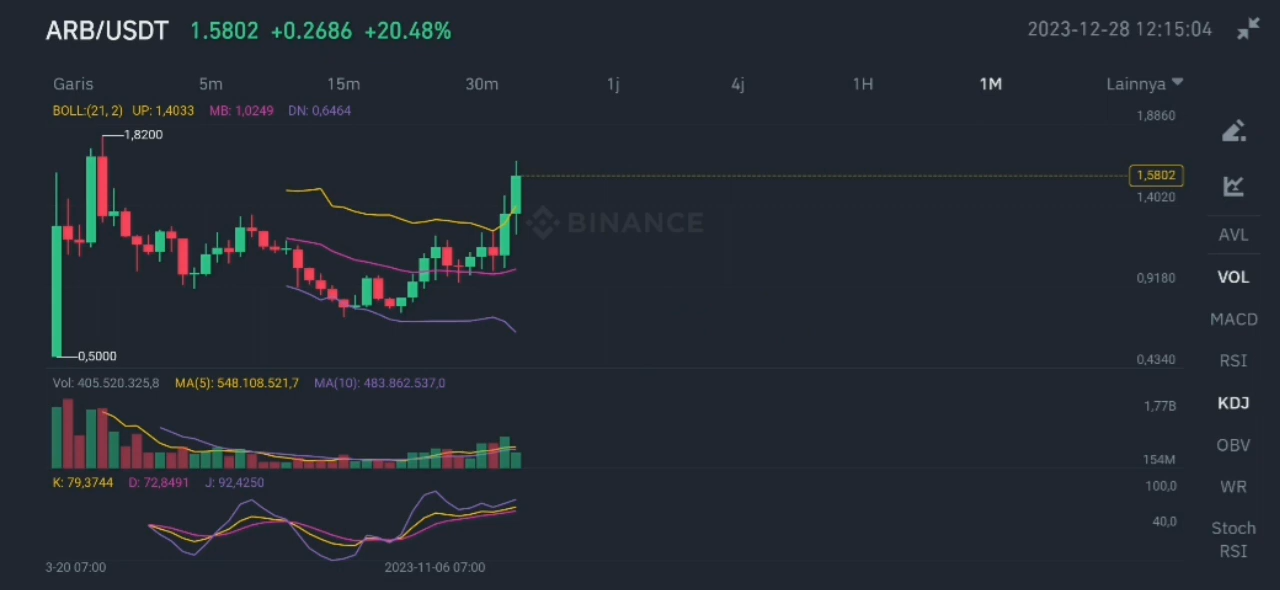 ARB/USDT 1.5802 +0.2686 +20.48% 2023-12-28 12:15:04
Garis 5m 15m 30m 1j 4j 1H 1M Lainnya
BOLL:(21, 2) UP: 1,4033 MB: 1,0249 DN: 0,6464
1,8860
1,8200
1,5802
1,4020
BINANCE
AVL
0,9180
VOL
MACD
0,5000
0,4340
RSI
Vol: 405.520.325,8 MA(5): 548.108.521,7 MA(10): 483.862.537,0
1,77B
KDJ
OBV
154M
K: 79,3744 D: 72,8491 J: 92,4250
100,0
WR
40,0
Stoch
RSI
3-20 07:00 2023-11-06 07:00